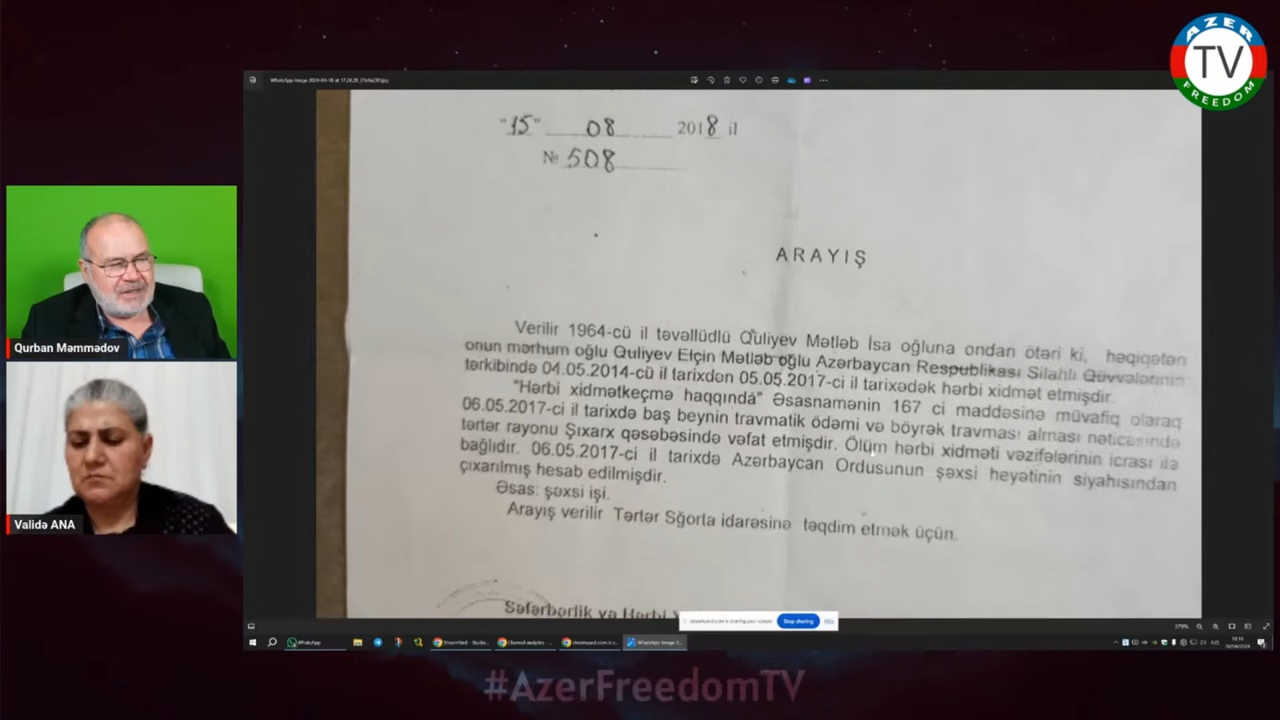 AZER
TV
FREEDOM
"15" 08 2018 il
№ 508
ARAYIŞ
Verilir 1964-cü il təvəllüdlü Quliyev Mətləb İsa oğluna ondan ötəri ki, həqiqətən
onun mərhum oğlu Quliyev Elçin Mətləb oğlu Azərbaycan Respublikası Silahlı Qüvvələrinin
tərkibində 04.05.2014-cü il tarixdən 05.05.2017-ci il tarixədək hərbi xidmət etmişdir.
"Hərbi xidmətkeçmə haqqında" Əsasnamənin 167 ci maddəsinə müvafiq olaraq
06.05.2017-ci il tarixdə baş beynin travmatik ödəmi və böyrək travması alması nəticəsində
tərtər rayonu Şıxarx qəsəbəsində vəfat etmişdir. Ölüm hərbi xidməti vəzifələrinin icrası ilə
bağlıdır. 06.05.2017-ci il tarixdə Azərbaycan Ordusunun şəxsi heyətinin siyahısından
çıxarılmış hesab edilmişdir.
Əsas: şəxsi işi.
Arayış verilir Tərtər Sğorta idarəsinə təqdim etmək üçün.
Səfərbərlik və Hərbi
Qurban Məmmədov
Validə ANA
Stop sharing
WhatsApp
#AzerFreedomTV